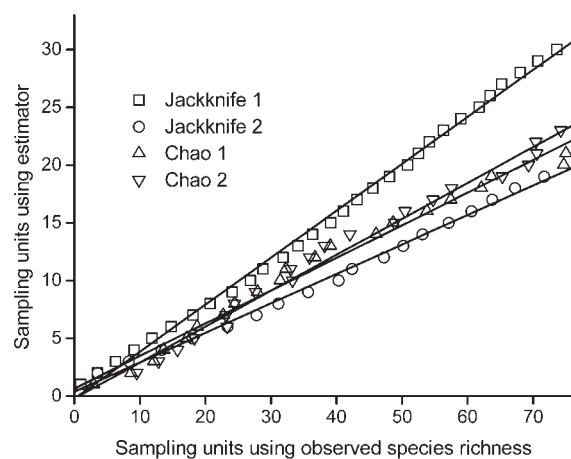 Sampling units using estimator
30
25
20
15
10
5
0
Jackknife 1
Jackknife 2
Chao 1
Chao 2
0 10 20 30 40 50 60 70
Sampling units using observed species richness